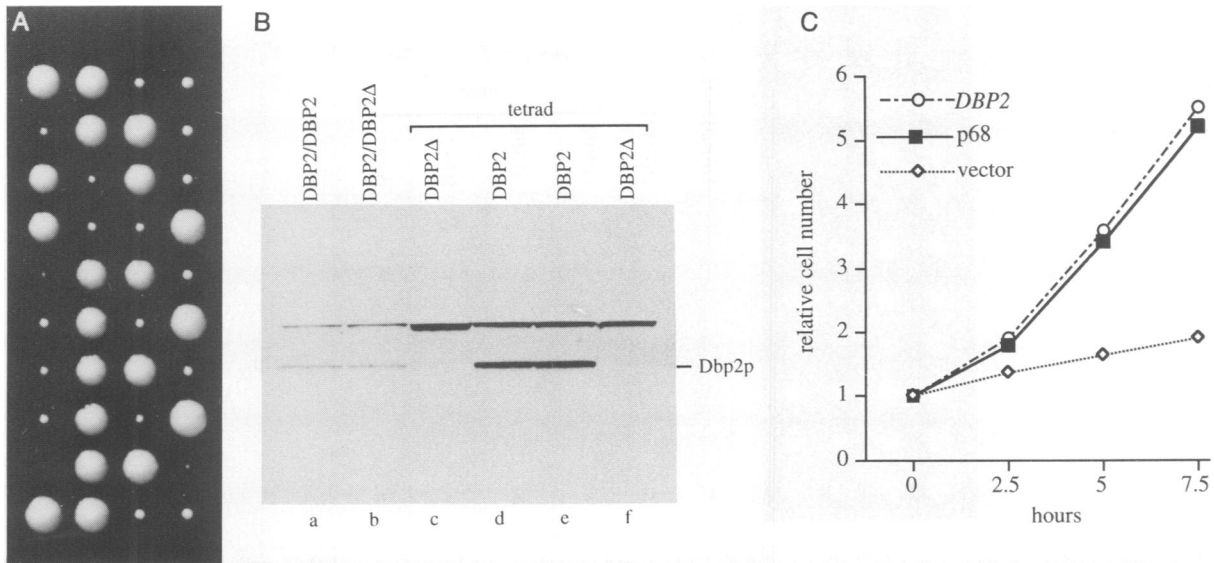 A
B
C
DBP2/DBP2
DBP2/DBP2Δ
tetrad
DBP2Δ
DBP2
DBP2
DBP2Δ
Dbp2p
a b c d e f
relative cell number
6
5
4
3
2
1
0
DBP2
p68
vector
0 2.5 5 7.5
hours